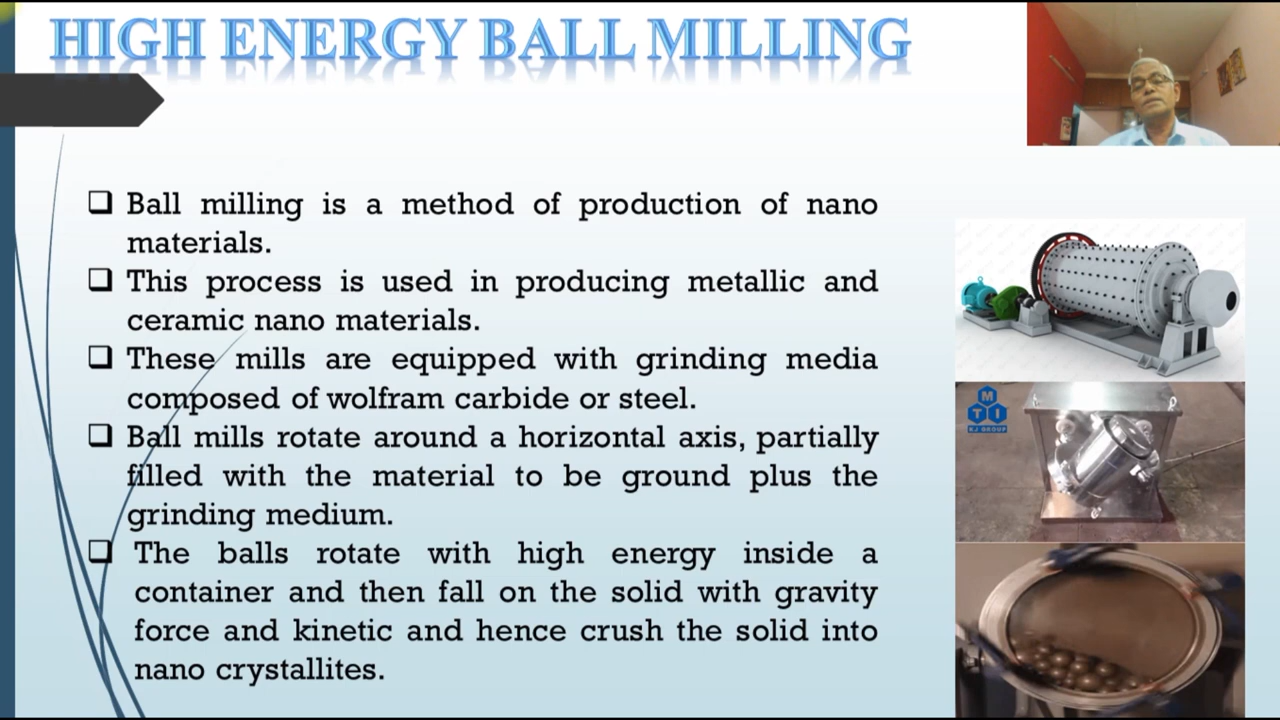 HIGH ENERGY BALL MILLING
❑ Ball milling is a method of production of nano
materials.
❑ This process is used in producing metallic and
ceramic nano materials.
❑ These mills are equipped with grinding media
composed of wolfram carbide or steel.
❑ Ball mills rotate around a horizontal axis, partially
filled with the material to be ground plus the
grinding medium.
❑ The balls rotate with high energy inside a
container and then fall on the solid with gravity
force and kinetic and hence crush the solid into
nano crystallites.
M
T I
KJ GROUP